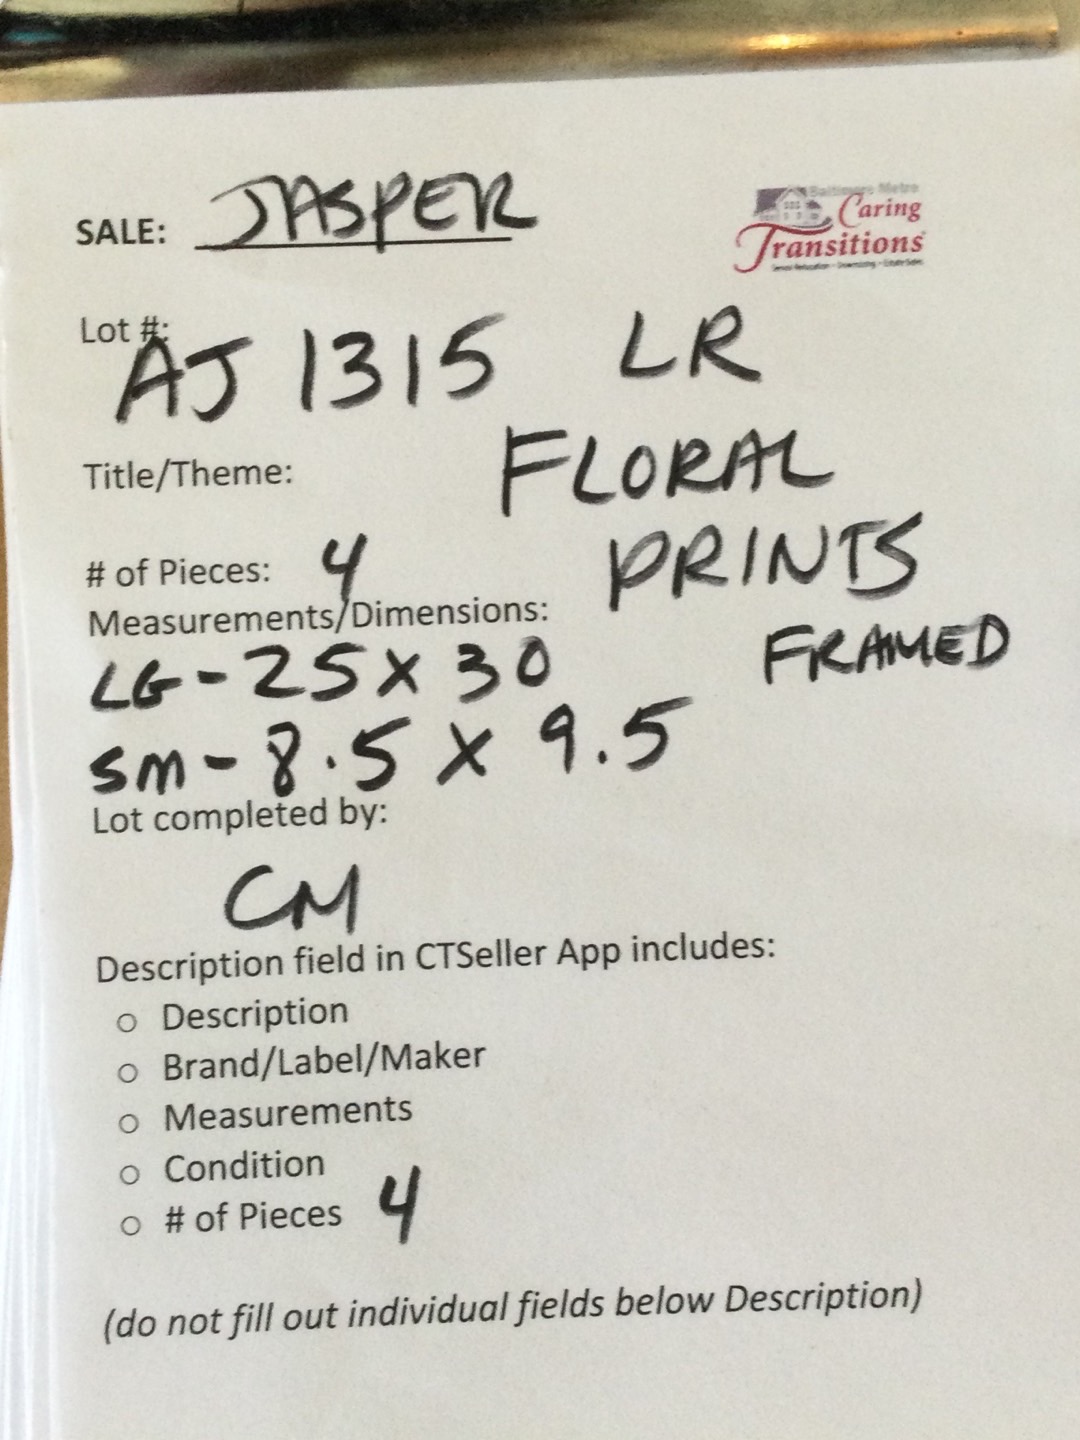 SALE: JASPER
Baltimore Metro
Caring
Transitions
Lot #:
AJ 1315 LR
Title/Theme: FLORAL
PRINTS
FRAMED
# of Pieces: 4
Measurements/Dimensions:
LG - 25 X 30
SM - 8.5 X 9.5
Lot completed by:
CM
Description field in CTSeller App includes:
○ Description
○ Brand/Label/Maker
○ Measurements
○ Condition
○ # of Pieces 4
(do not fill out individual fields below Description)